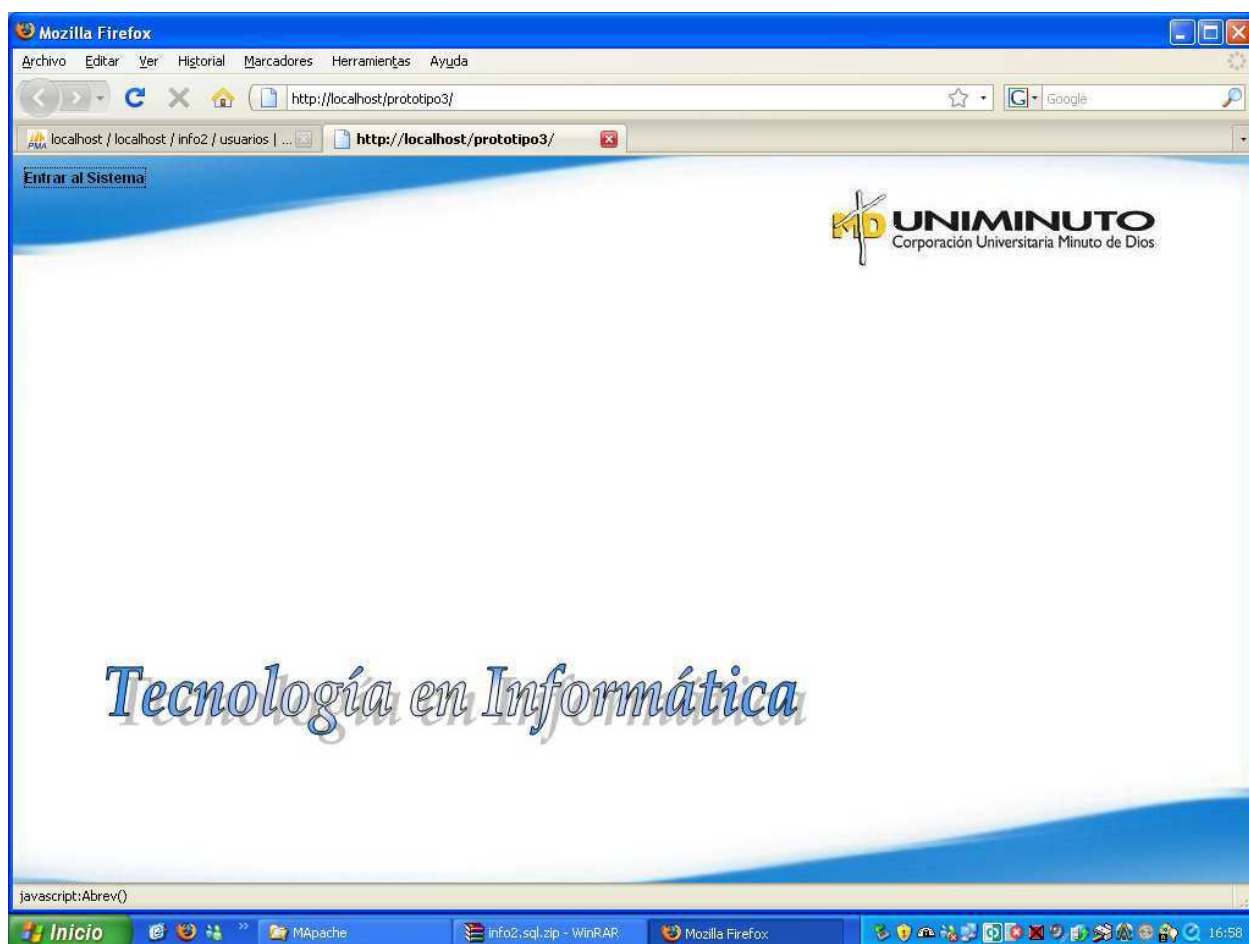 Mozilla Firefox
Archivo Editar Ver Historial Marcadores Herramientas Ayuda
http://localhost/prototipo3/
Google
PMA localhost / localhost / info2 / usuarios | ...
http://localhost/prototipo3/
Entrar al Sistema
MD UNIMINUTO
Corporación Universitaria Minuto de Dios
Tecnología en Informática
javascript:Abrev()
Inicio
MApache
info2.sql.zip - WinRAR
Mozilla Firefox
16:58